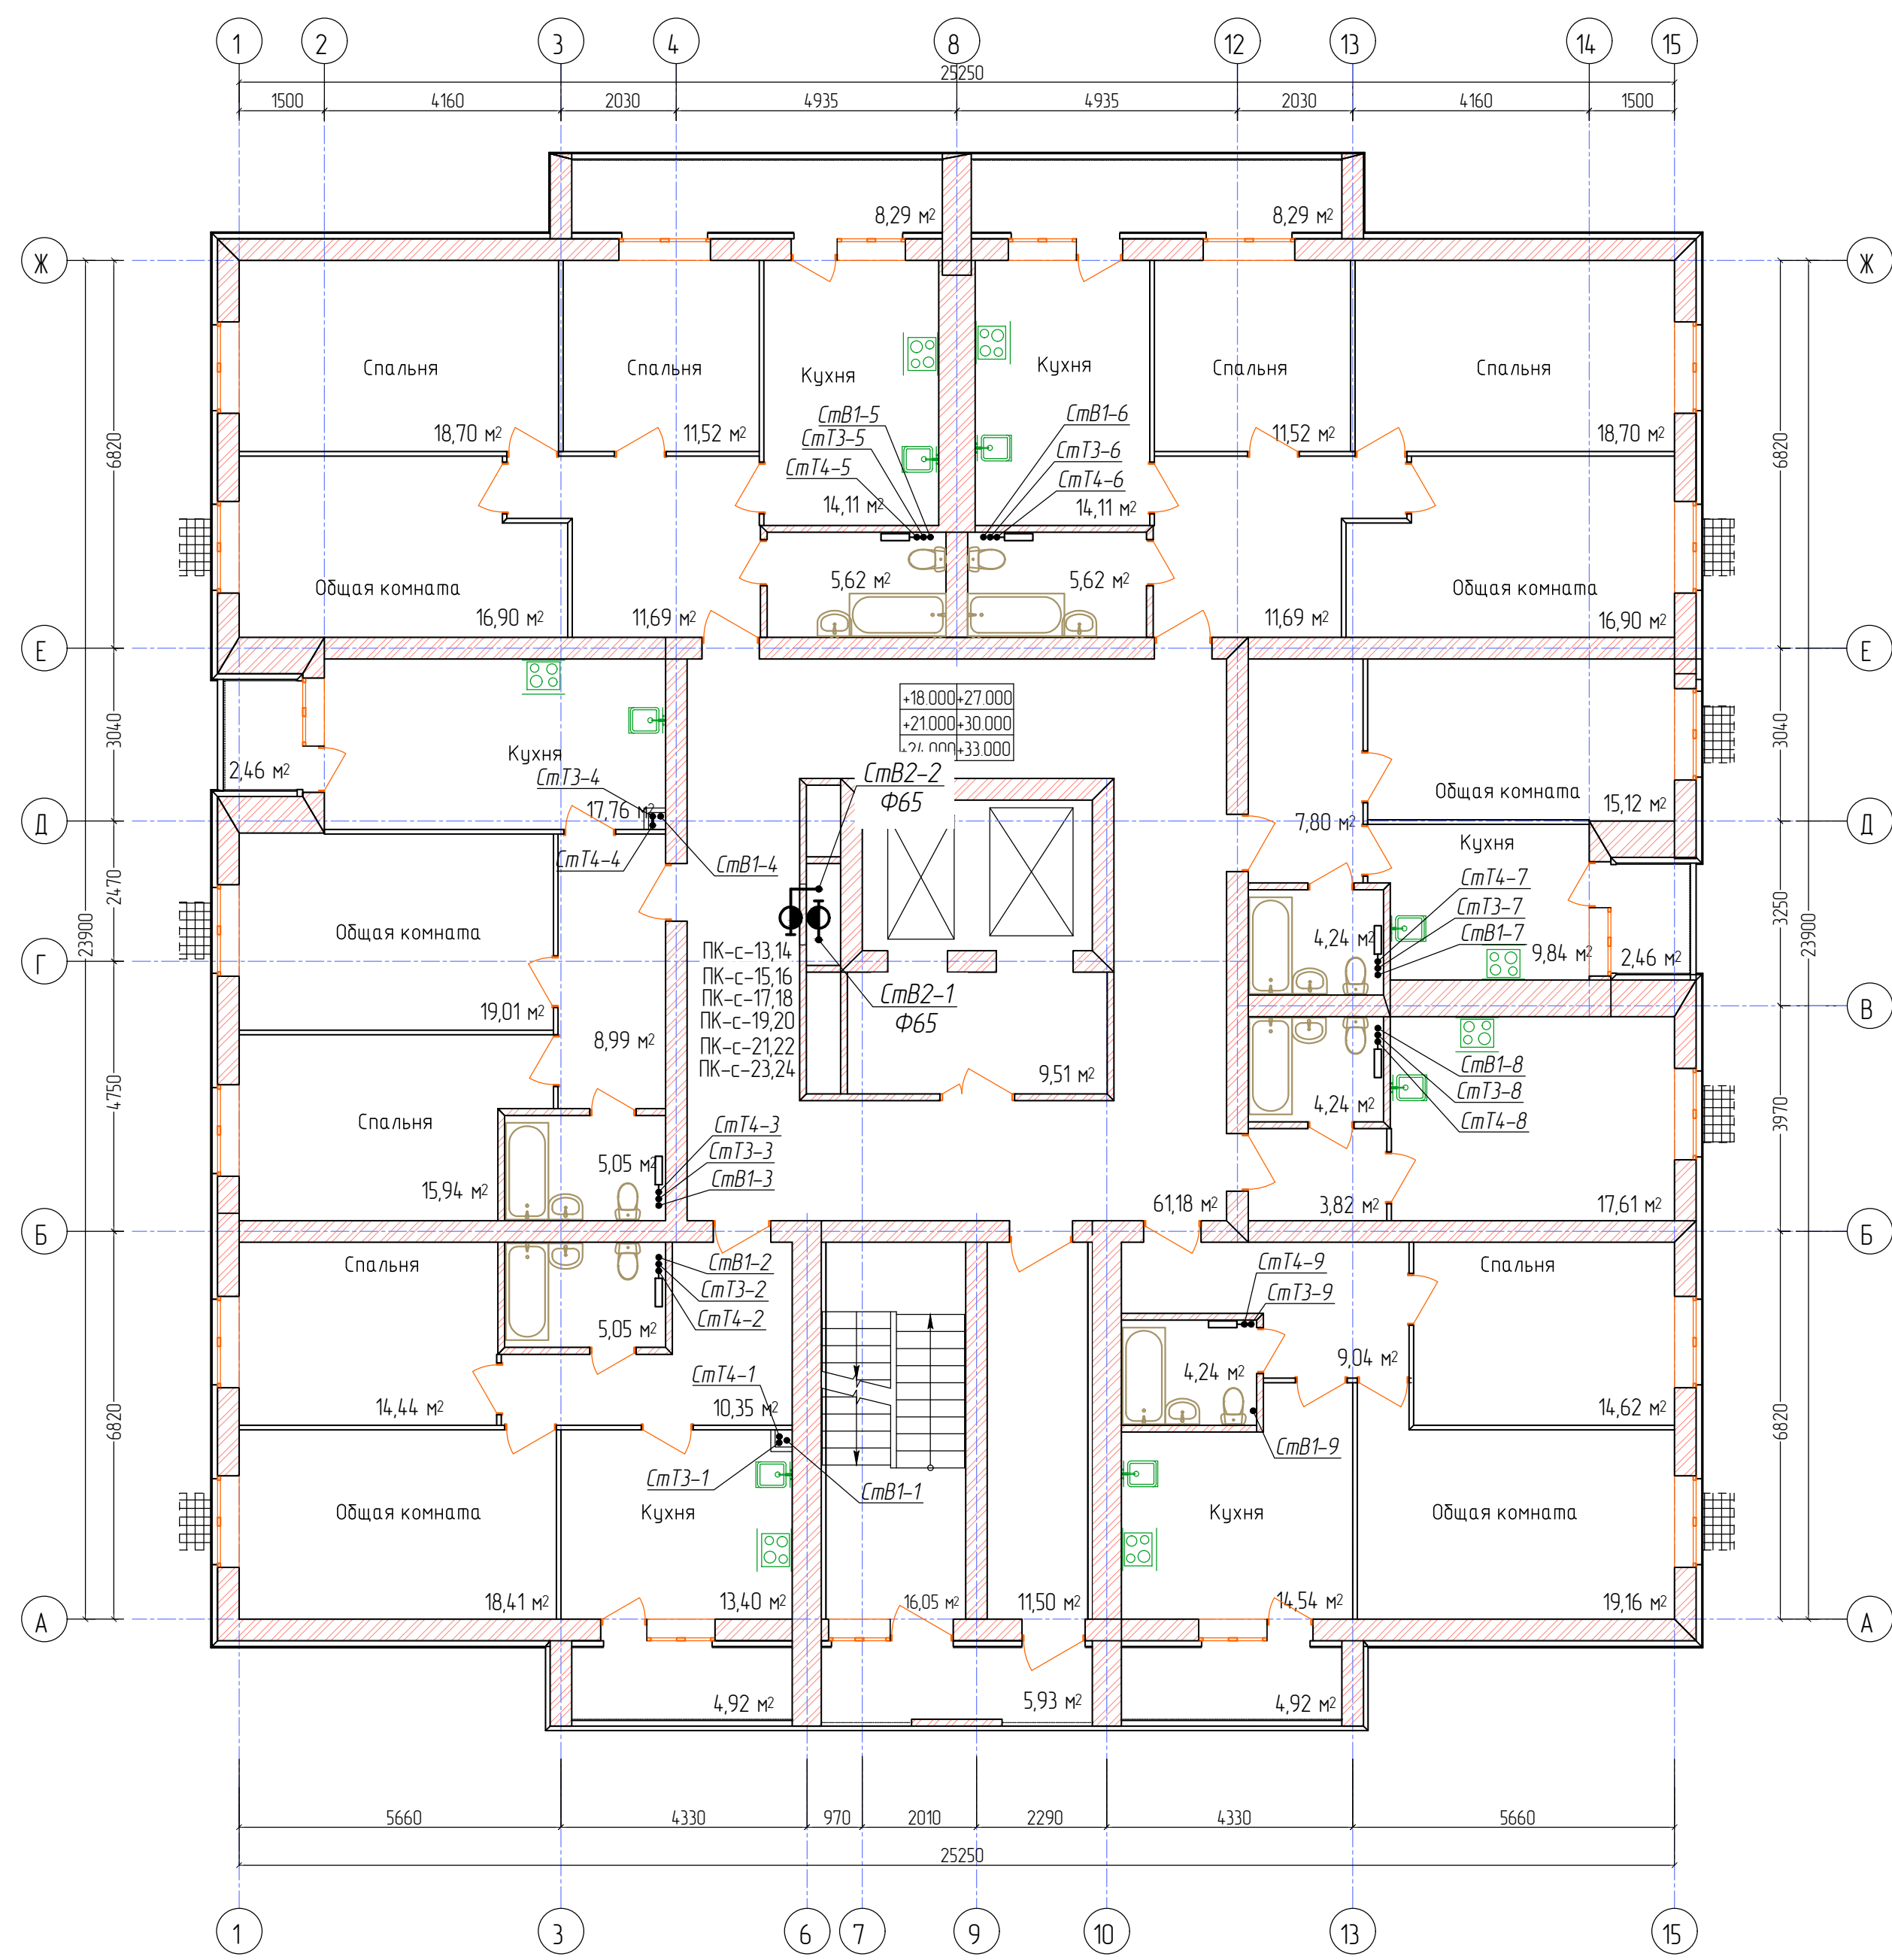 1 2 3 4 8 12 13 14 15
25250
1500 4160 2030 4935 4935 2030 4160 1500
8,29 м2 8,29 м2
Ж Ж
Спальня Спальня Кухня Кухня Спальня Спальня
СтВ1-5 СтВ1-6
18,70 м2 11,52 м2 СтТ3-5 СтТ3-6 11,52 м2 18,70 м2
6820 6820
СтТ4-5 СтТ4-6
14,11 м2 14,11 м2
5,62 м2 5,62 м2
Общая комната Общая комната
16,90 м2 11,69 м2 11,69 м2 16,90 м2
Е Е
+18.000 +27.000
+21.000 +30.000
+24.000 +33.000
3040 3040
Кухня
2,46 м2 СтТ3-4 СтВ2-2
Ф65
Общая комната
17,76 м2 15,12 м2
Д 7,80 м2 Д
Кухня
СтТ4-4 СтВ1-4
2470 3250
23900 23900
СтТ4-7
СтТ3-7
СтВ1-7
Общая комната 4,24 м2
9,84 м2 2,46 м2
Г
ПК-с-13,14
ПК-с-15,16
ПК-с-17,18
ПК-с-19,20
ПК-с-21,22
ПК-с-23,24
СтВ2-1
Ф65
В
19,01 м2
8,99 м2
9,51 м2
СтВ1-8
СтТ3-8
СтТ4-8
4750 3970
4,24 м2
Спальня
СтТ4-3
СтТ3-3
СтВ1-3
5,05 м2
15,94 м2
61,18 м2 3,82 м2 17,61 м2
Б Б
Спальня Спальня
СтВ1-2
СтТ3-2
СтТ4-2
СтТ4-9
СтТ3-9
5,05 м2
9,04 м2
4,24 м2
СтТ4-1
14,44 м2 10,35 м2 14,62 м2
6820 6820
СтВ1-9
СтТ3-1
СтВ1-1
Общая комната Кухня Кухня Общая комната
18,41 м2 13,40 м2 16,05 м2 11,50 м2 14,54 м2 19,16 м2
А А
4,92 м2 5,93 м2 4,92 м2
5660 4330 970 2010 2290 4330 5660
25250
1 3 6 7 9 10 13 15